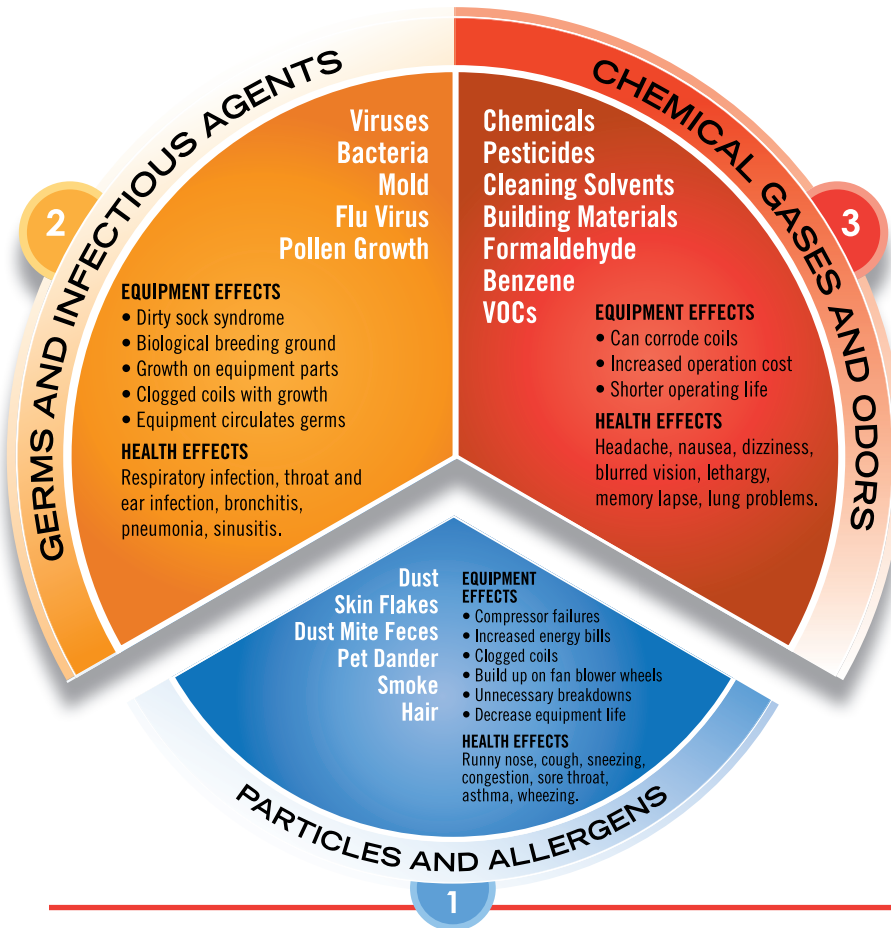 GERMS AND INFECTIOUS AGENTS
2
Viruses
Bacteria
Mold
Flu Virus
Pollen Growth
EQUIPMENT EFFECTS
• Dirty sock syndrome
• Biological breeding ground
• Growth on equipment parts
• Clogged coils with growth
• Equipment circulates germs
HEALTH EFFECTS
Respiratory infection, throat and
ear infection, bronchitis,
pneumonia, sinusitis.
CHEMICAL GASES AND ODORS
3
Chemicals
Pesticides
Cleaning Solvents
Building Materials
Formaldehyde
Benzene
VOCs
EQUIPMENT EFFECTS
• Can corrode coils
• Increased operation cost
• Shorter operating life
HEALTH EFFECTS
Headache, nausea, dizziness,
blurred vision, lethargy,
memory lapse, lung problems.
Dust
Skin Flakes
Dust Mite Feces
Pet Dander
Smoke
Hair
EQUIPMENT
EFFECTS
• Compressor failures
• Increased energy bills
• Clogged coils
• Build up on fan blower wheels
• Unnecessary breakdowns
• Decrease equipment life
HEALTH EFFECTS
Runny nose, cough, sneezing,
congestion, sore throat,
asthma, wheezing.
PARTICLES AND ALLERGENS
1